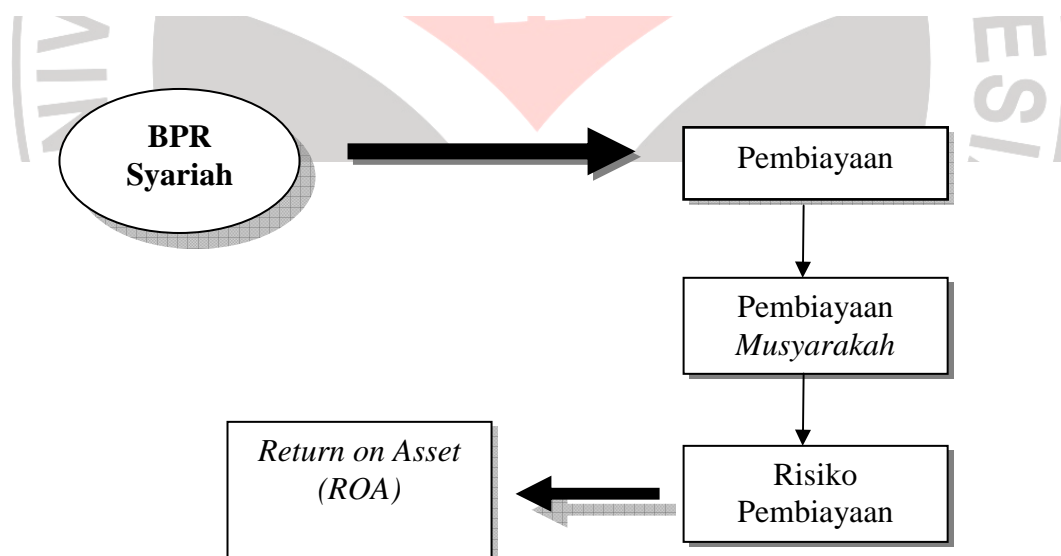 BPR
Syariah
Pembiayaan
Pembiayaan
Musyarakah
Risiko
Pembiayaan
Return on Asset
(ROA)